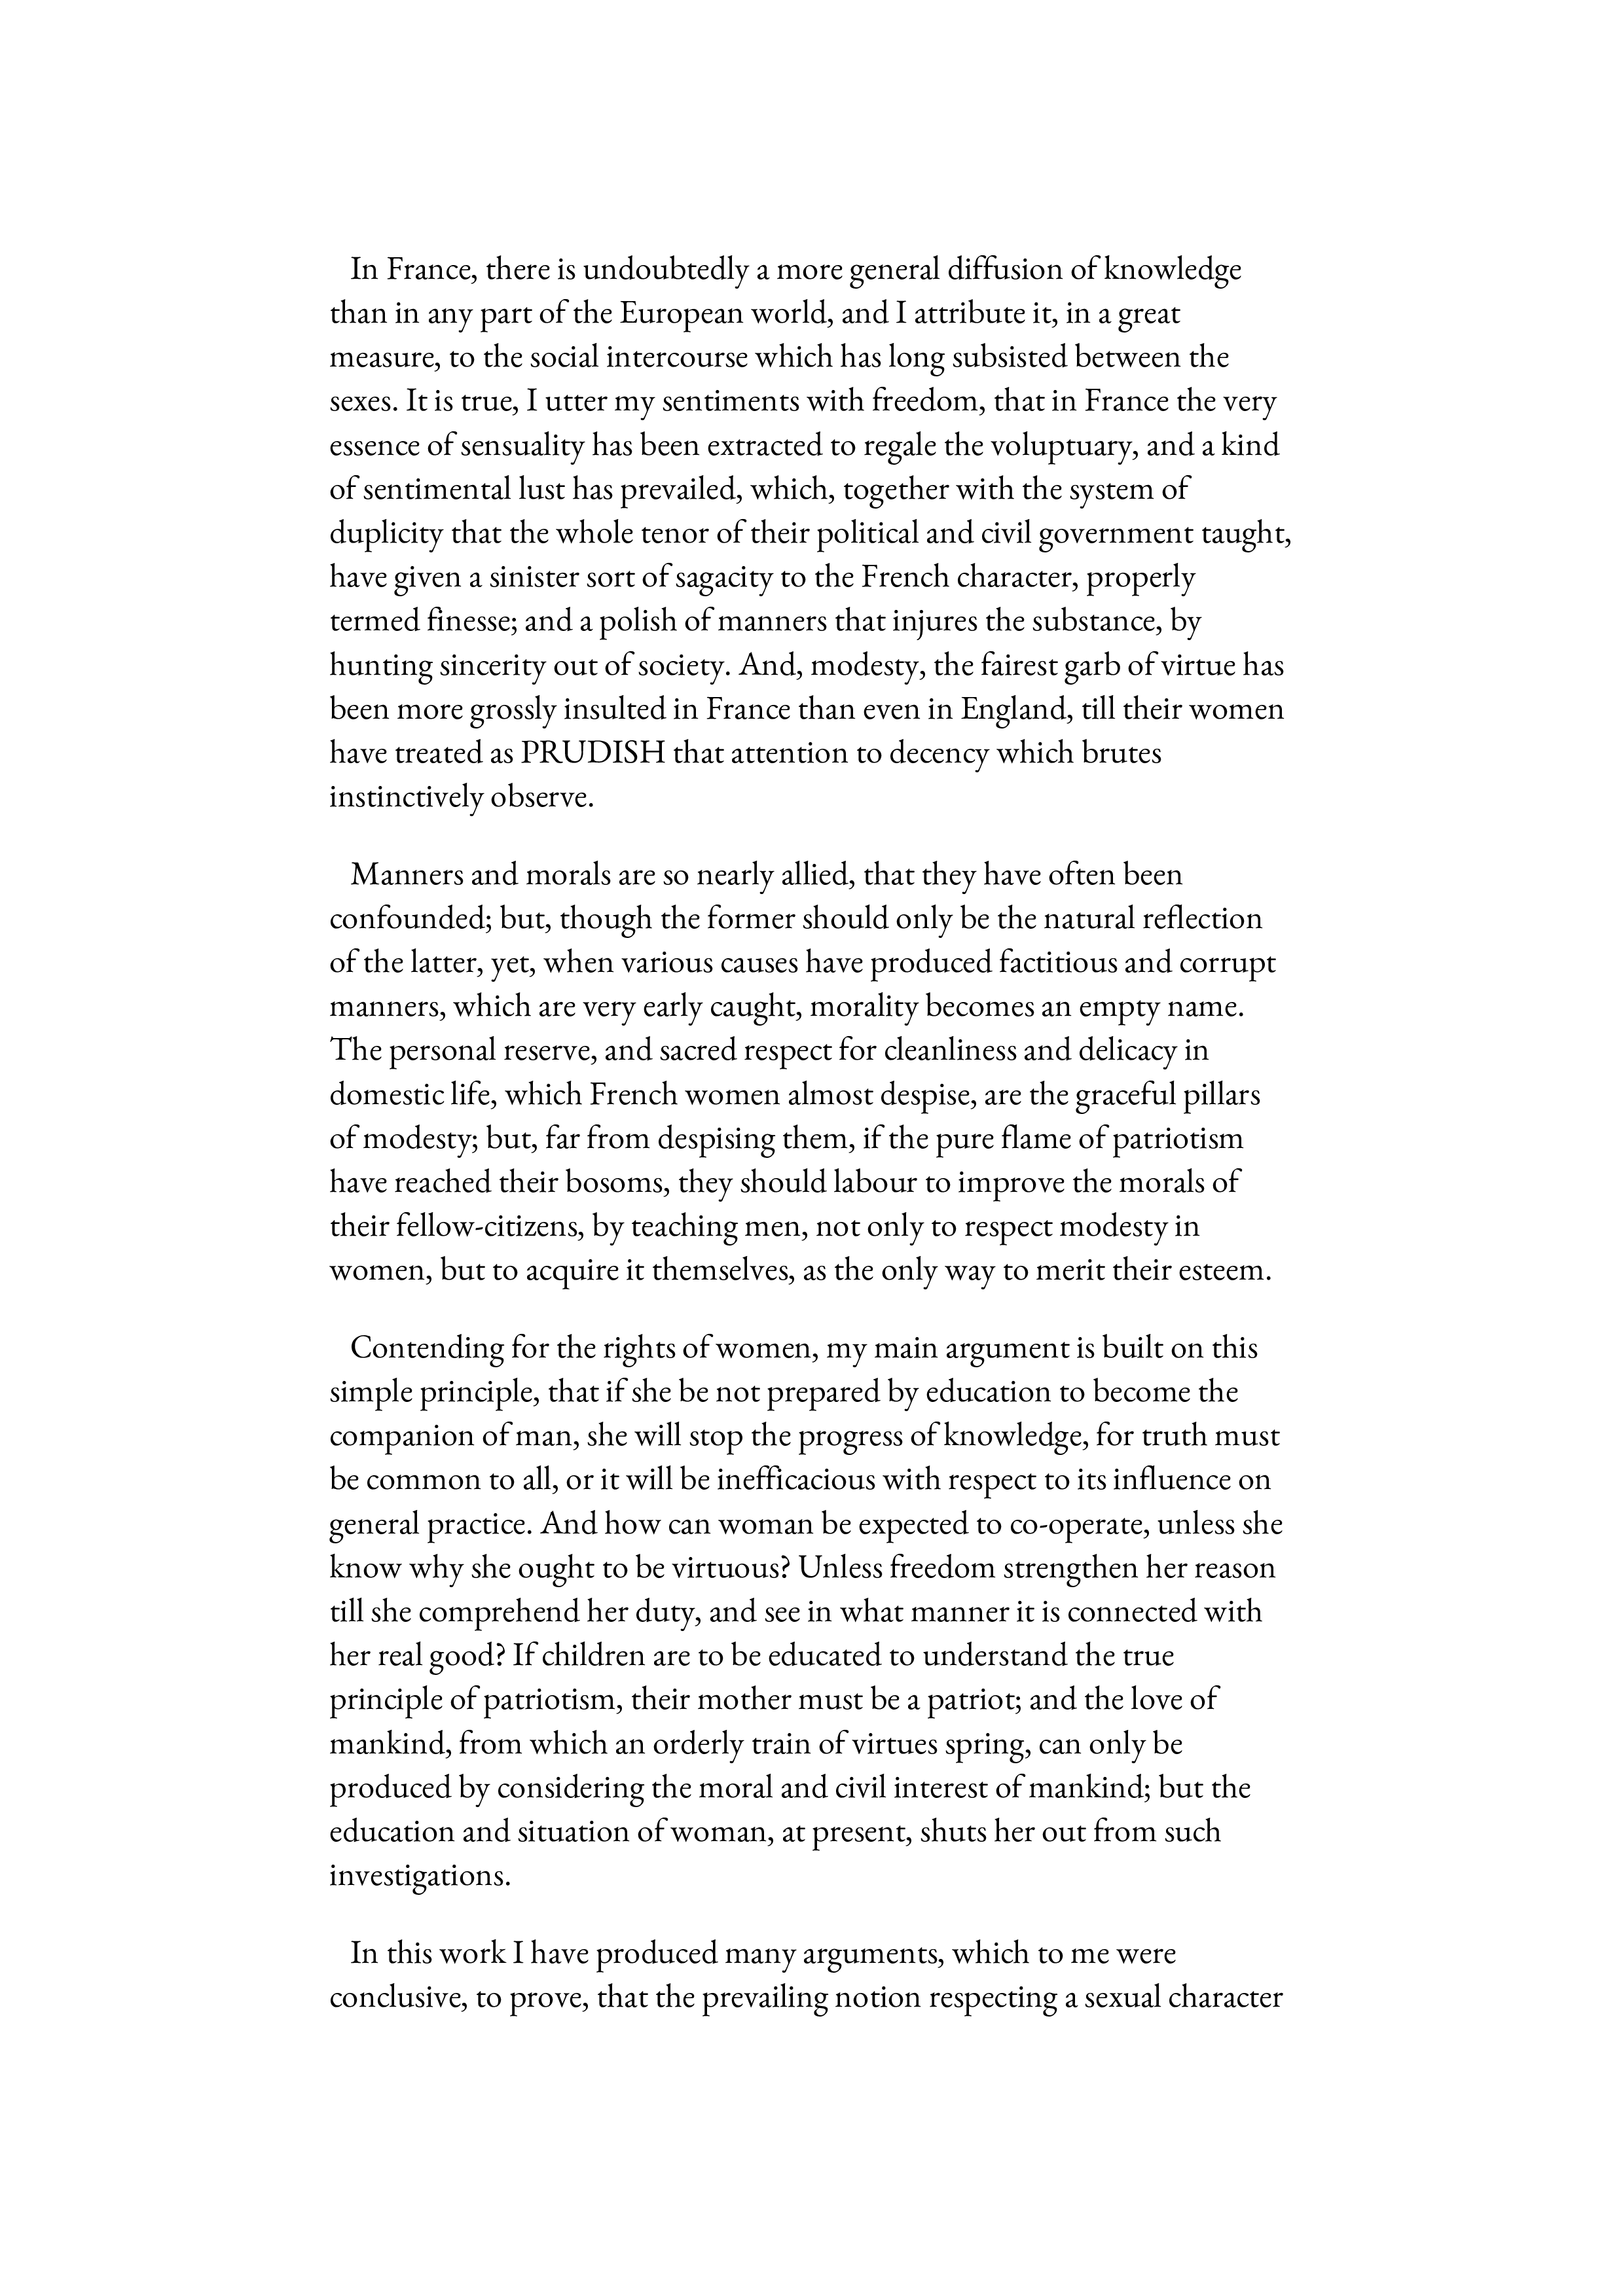 In France, there is undoubtedly a more general diffusion of knowledge
than in any part of the European world, and I attribute it, in a great
measure, to the social intercourse which has long subsisted between the
sexes. It is true, I utter my sentiments with freedom, that in France the very
essence of sensuality has been extracted to regale the voluptuary, and a kind
of sentimental lust has prevailed, which, together with the system of
duplicity that the whole tenor of their political and civil government taught,
have given a sinister sort of sagacity to the French character, properly
termed finesse; and a polish of manners that injures the substance, by
hunting sincerity out of society. And, modesty, the fairest garb of virtue has
been more grossly insulted in France than even in England, till their women
have treated as PRUDISH that attention to decency which brutes
instinctively observe.
Manners and morals are so nearly allied, that they have often been
confounded; but, though the former should only be the natural reflection
of the latter, yet, when various causes have produced factitious and corrupt
manners, which are very early caught, morality becomes an empty name.
The personal reserve, and sacred respect for cleanliness and delicacy in
domestic life, which French women almost despise, are the graceful pillars
of modesty; but, far from despising them, if the pure flame of patriotism
have reached their bosoms, they should labour to improve the morals of
their fellow-citizens, by teaching men, not only to respect modesty in
women, but to acquire it themselves, as the only way to merit their esteem.
Contending for the rights of women, my main argument is built on this
simple principle, that if she be not prepared by education to become the
companion of man, she will stop the progress of knowledge, for truth must
be common to all, or it will be inefficacious with respect to its influence on
general practice. And how can woman be expected to co-operate, unless she
know why she ought to be virtuous? Unless freedom strengthen her reason
till she comprehend her duty, and see in what manner it is connected with
her real good? If children are to be educated to understand the true
principle of patriotism, their mother must be a patriot; and the love of
mankind, from which an orderly train of virtues spring, can only be
produced by considering the moral and civil interest of mankind; but the
education and situation of woman, at present, shuts her out from such
investigations.
In this work I have produced many arguments, which to me were
conclusive, to prove, that the prevailing notion respecting a sexual character